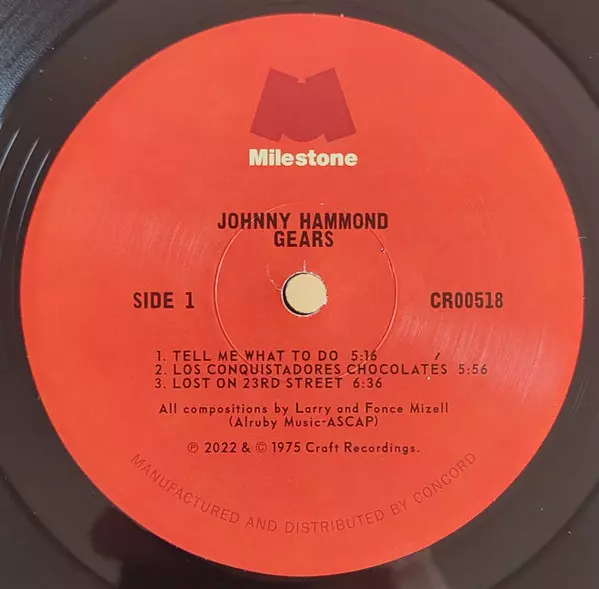 Milestone
JOHNNY HAMMOND
GEARS
SIDE 1
CR00518
1. TELL ME WHAT TO DO 5:16
2. LOS CONQUISTADORES CHOCOLATES 5:56
3. LOST ON 23RD STREET 6:36
All compositions by Larry and Fonce Mizell
(Alruby Music-ASCAP)
℗ 2022 & © 1975 Craft Recordings.
MANUFACTURED AND DISTRIBUTED BY CONCORD